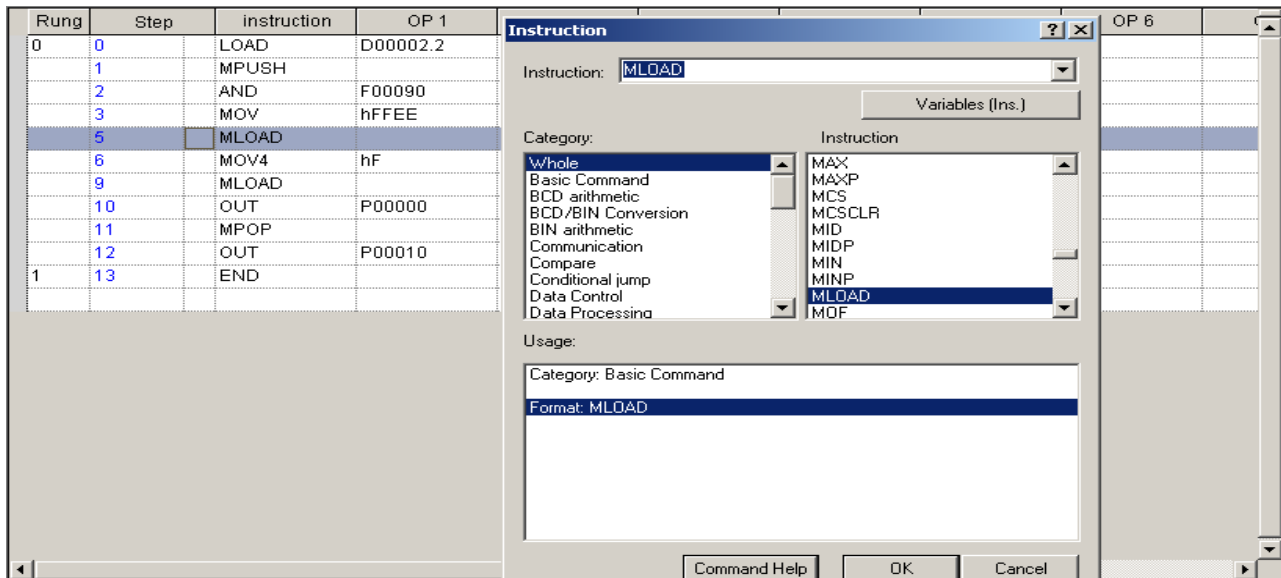 Rung Step instruction OP 1 OP 6
0 0 LOAD D00002.2
1 MPUSH
2 AND F00090
3 MOV hFFEE
5 MLOAD
6 MOV4 hF
9 MLOAD
10 OUT P00000
11 MPOP
12 OUT P00010
1 13 END
Instruction
Instruction: MLOAD
Variables (Ins.)
Category:
Whole
Basic Command
BCD arithmetic
BCD/BIN Conversion
BIN arithmetic
Communication
Compare
Conditional jump
Data Control
Data Processing
Instruction
MAX
MAXP
MCS
MCSCLR
MID
MIDP
MIN
MINP
MLOAD
MOF
Usage:
Category: Basic Command
Format: MLOAD
Command Help OK Cancel